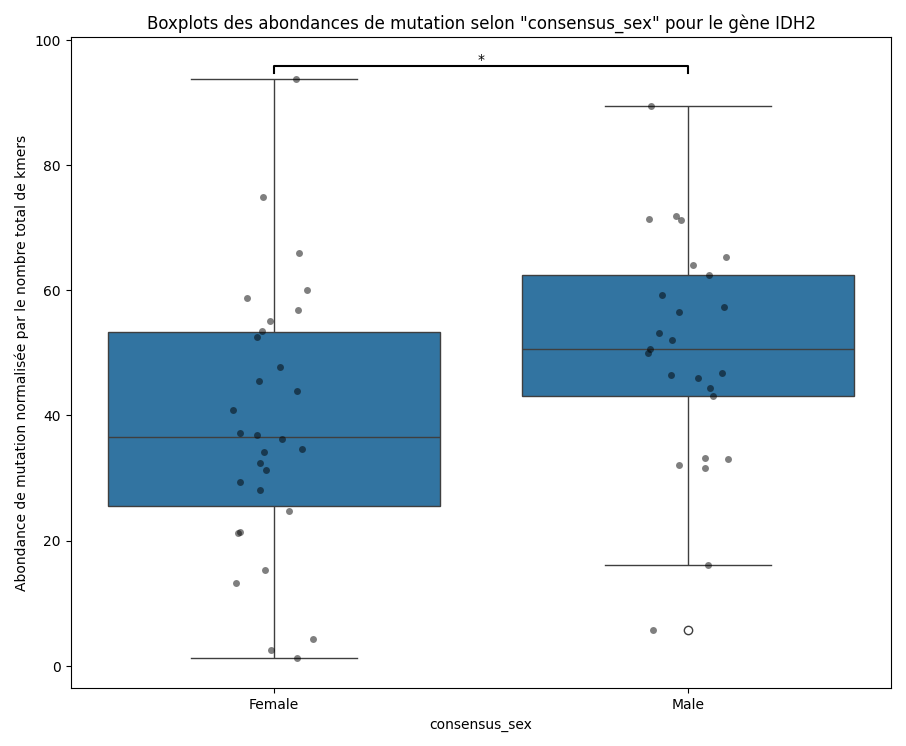 Boxplots des abondances de mutation selon "consensus_sex" pour le gène IDH2
Abondance de mutation normalisée par le nombre total de kmers
100
80
60
40
20
0
*
Female
Male
consensus_sex